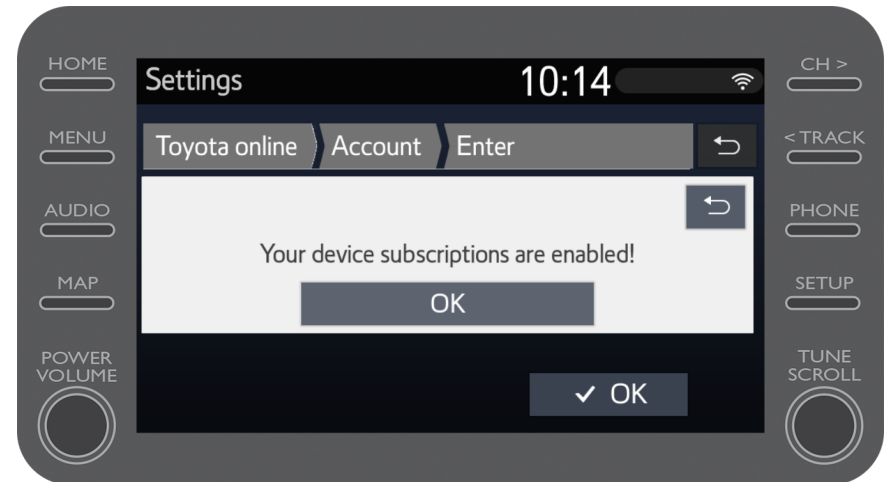 HOME
CH >
Settings 10:14
MENU
< TRACK
Toyota online Account Enter
AUDIO
PHONE
Your device subscriptions are enabled!
MAP
SETUP
OK
POWER
VOLUME
TUNE
SCROLL
✓ OK